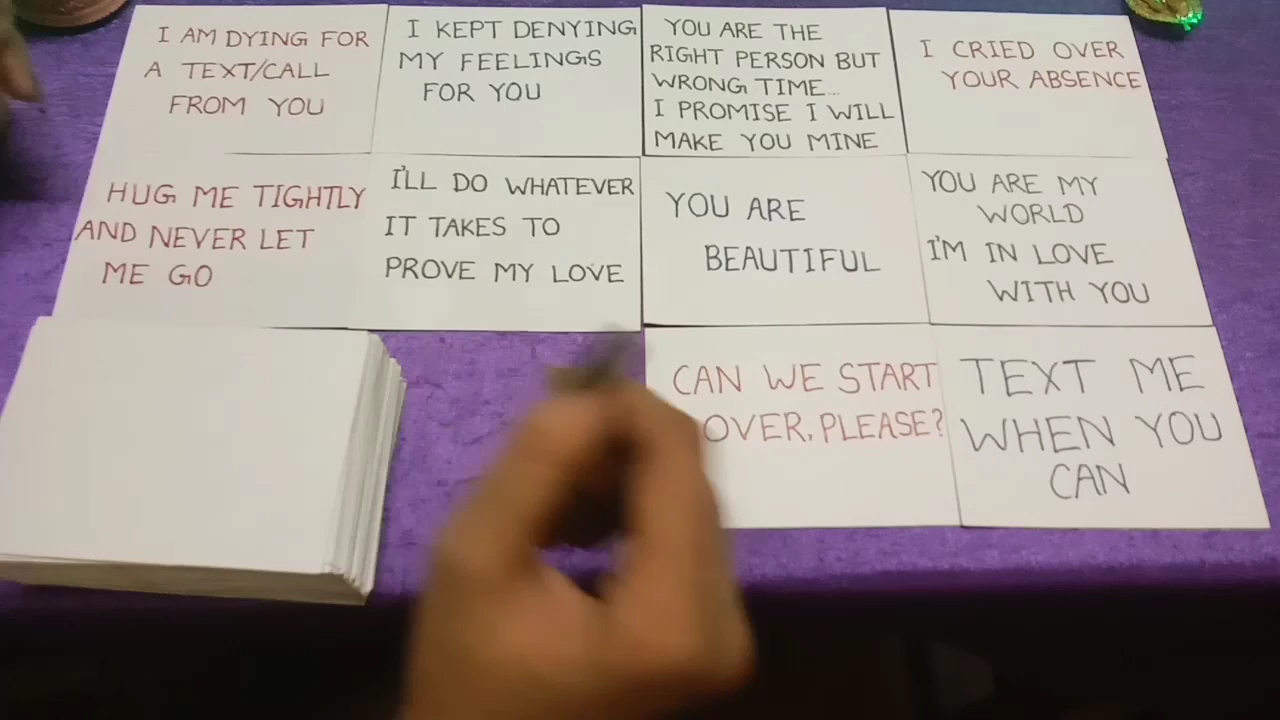 I AM DYING FOR
A TEXT/CALL
FROM YOU
I KEPT DENYING
MY FEELINGS
FOR YOU
YOU ARE THE
RIGHT PERSON BUT
WRONG TIME...
I PROMISE I WILL
MAKE YOU MINE
I CRIED OVER
YOUR ABSENCE
HUG ME TIGHTLY
AND NEVER LET
ME GO
I'LL DO WHATEVER
IT TAKES TO
PROVE MY LOVE
YOU ARE
BEAUTIFUL
YOU ARE MY
WORLD
I'M IN LOVE
WITH YOU
CAN WE START
OVER, PLEASE?
TEXT ME
WHEN YOU
CAN